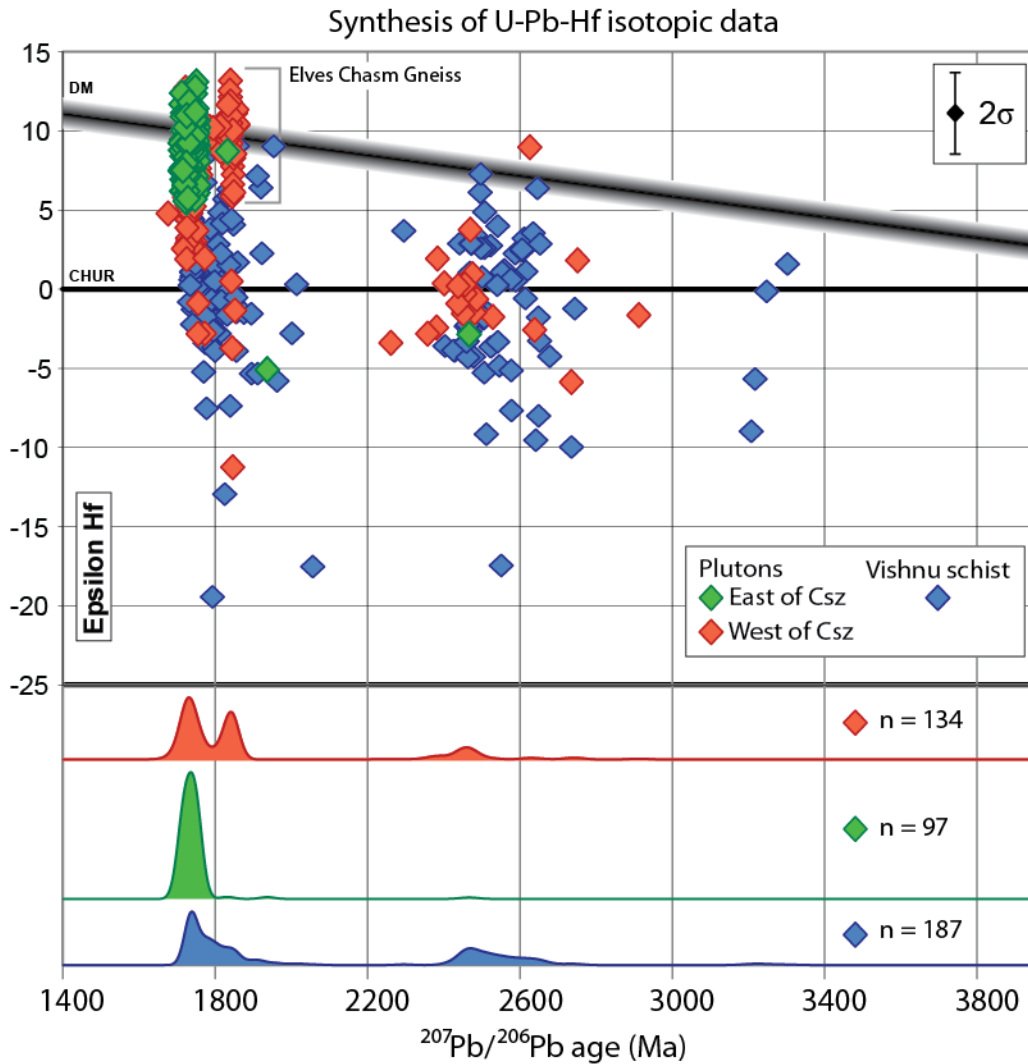 Synthesis of U-Pb-Hf isotopic data
15
DM
Elves Chasm Gneiss
2σ
10
5
CHUR
0
-5
-10
-15
Epsilon Hf
Plutons
Vishnu schist
East of Csz
West of Csz
-20
-25
n = 134
n = 97
n = 187
1400 1800 2200 2600 3000 3400 3800
²⁰⁷Pb/²⁰⁶Pb age (Ma)